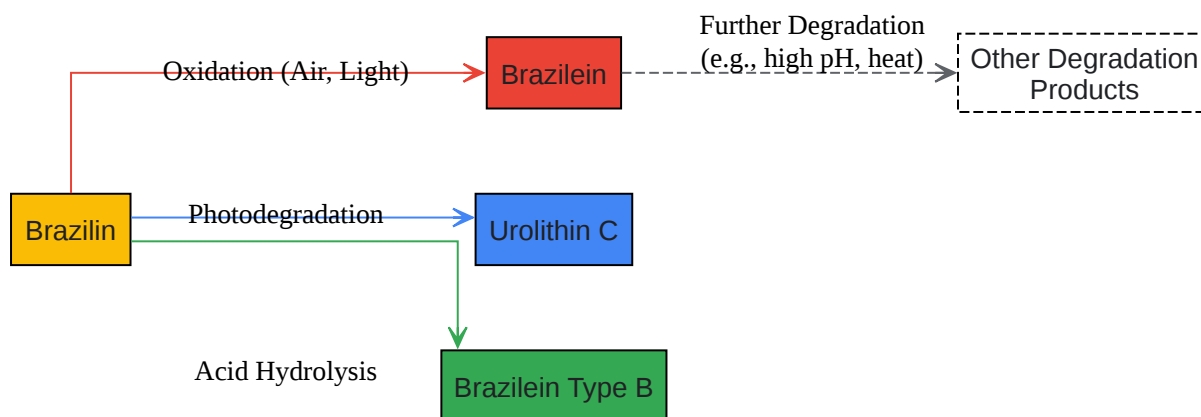 Further Degradation
(e.g., high pH, heat)
Oxidation (Air, Light)
Brazilein
Other Degradation
Products
Brazilin
Photodegradation
Urolithin C
Acid Hydrolysis
Brazilein Type B